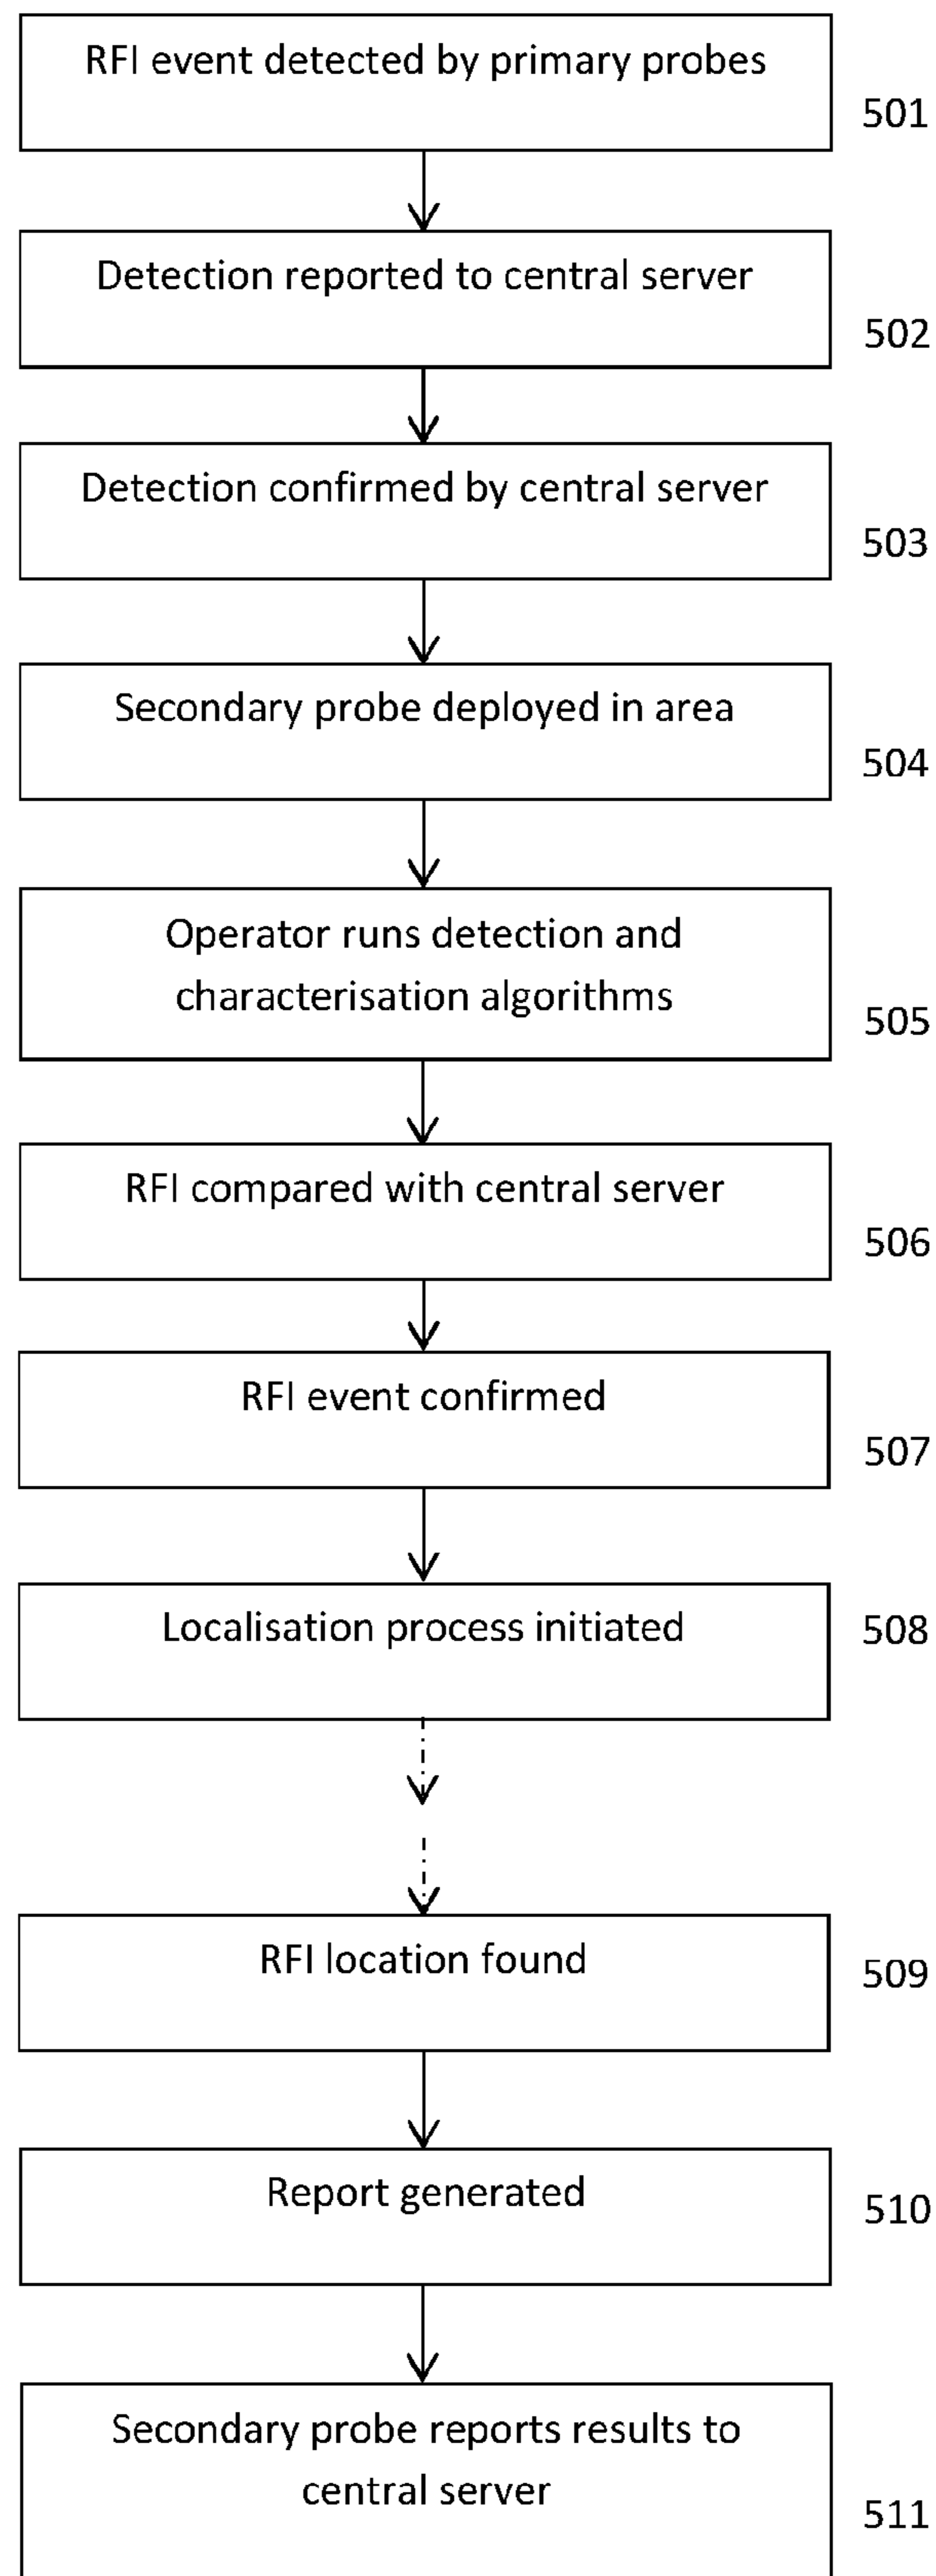 RFI event detected by primary probes
501
Detection reported to central server
502
Detection confirmed by central server
503
Secondary probe deployed in area
504
Operator runs detection and
characterisation algorithms
505
RFI compared with central server
506
RFI event confirmed
507
Localisation process initiated
508
RFI location found
509
Report generated
510
Secondary probe reports results to
central server
511